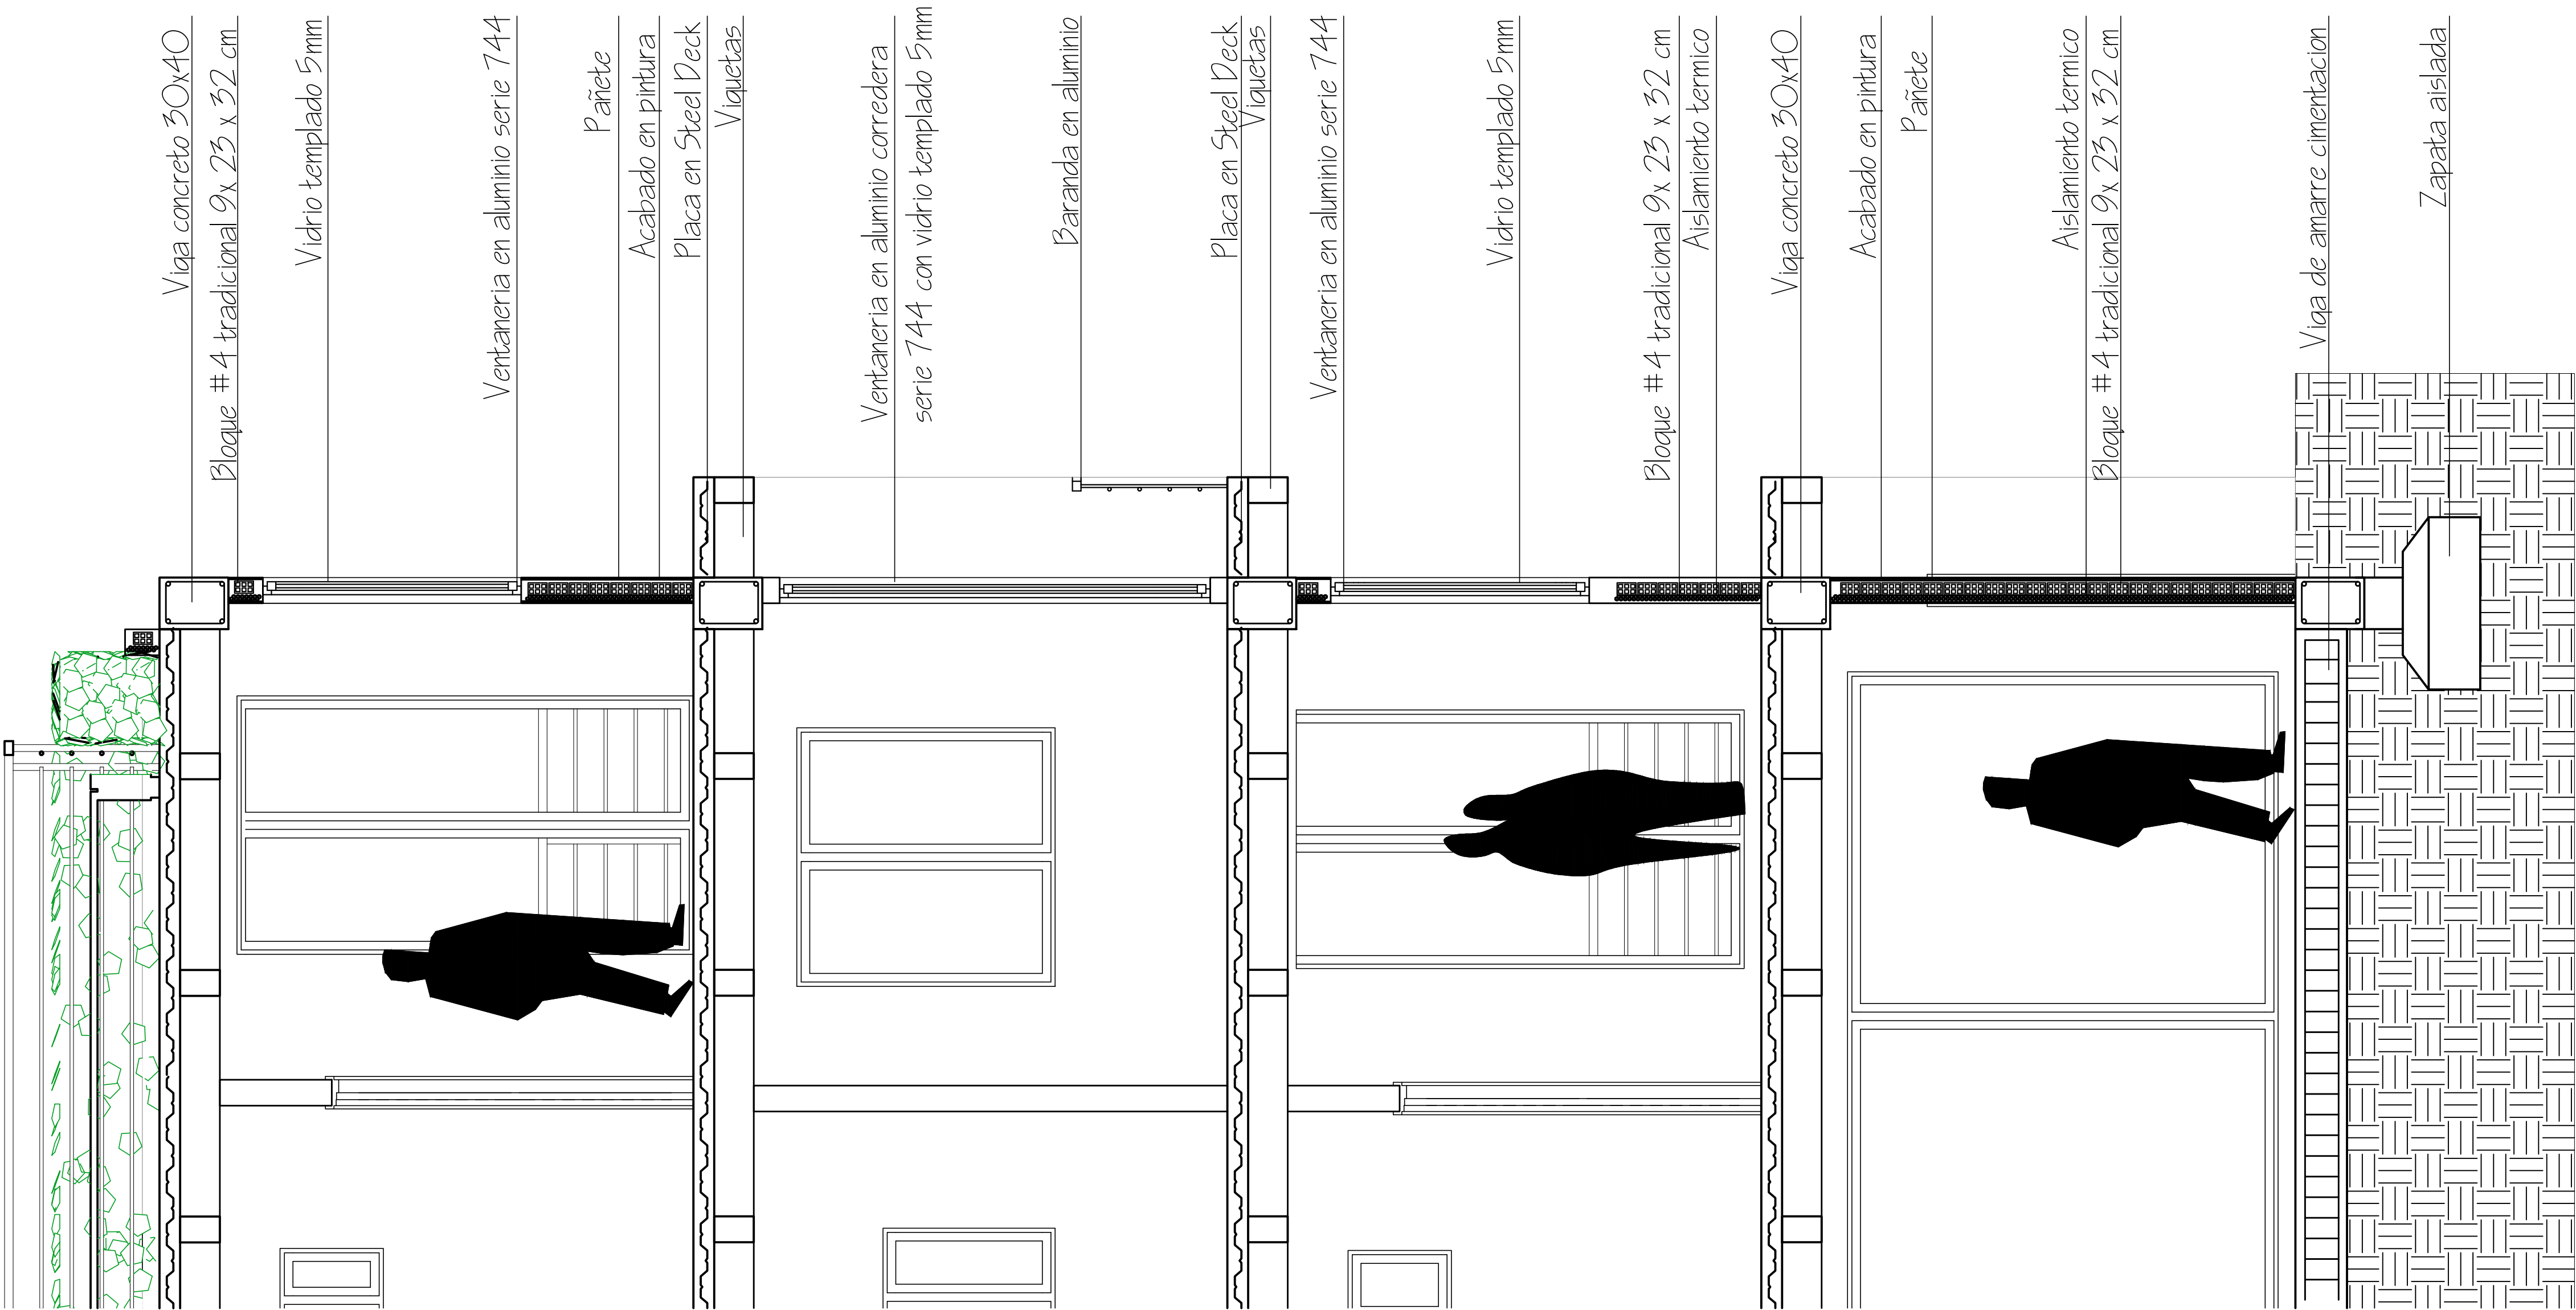 Viga concreto 30x40
Bloque #4 tradicional 9x 23 x 32 cm
Vidrio templado 5mm
Ventaneria en aluminio serie 744
Pañete
Acabado en pintura
Placa en Steel Deck
Viguetas
Ventaneria en aluminio corredera
serie 744 con vidrio templado 5mm
Baranda en aluminio
Placa en Steel Deck
Viguetas
Ventaneria en aluminio serie 744
Vidrio templado 5mm
Bloque #4 tradicional 9x 23 x 32 cm
Aislamiento termico
Viga concreto 30x40
Acabado en pintura
Pañete
Aislamiento termico
Bloque #4 tradicional 9x 23 x 32 cm
Viga de amarre cimentacion
Zapata aislada